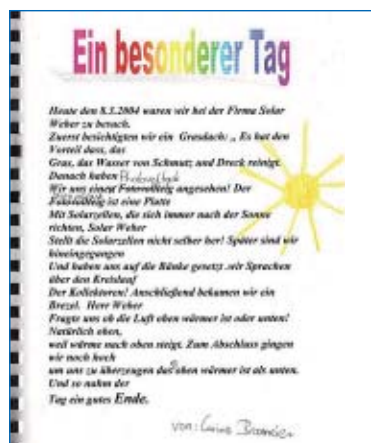 Ein besonderer Tag
Heute den 8.3.2004 waren wir bei der Firma Solar
Weber zu besuch.
Zuerst besichtigten wir ein Grasdach: „ Es hat den
Vorteil dass, das
Gras, das Wasser von Schmutz und Dreck reinigt.
Danach haben Photovoltaik
Wir uns einem Fotovollteig angesehen! Der
Fotovollteig ist eine Platte
Mit Solarzellen, die sich immer nach der Sonne
richten, Solar Weber
Stellt die Solarzellen nicht selber her! Später sind wir
hineingegangen
Und haben uns auf die Bänke gesetzt .wir Sprachen
über den Kreislauf
Der Kollektoren! Anschließend bekamen wir ein
Brezel. Herr Weber
Fragte uns ob die Luft oben wärmer ist oder unten!
Natürlich oben,
weil wärme nach oben steigt. Zum Abschluss gingen
wir noch hoch
um uns zu überzeugen das oben wärmer ist als unten.
Und so nahm der
Tag ein gutes Ende.
von: